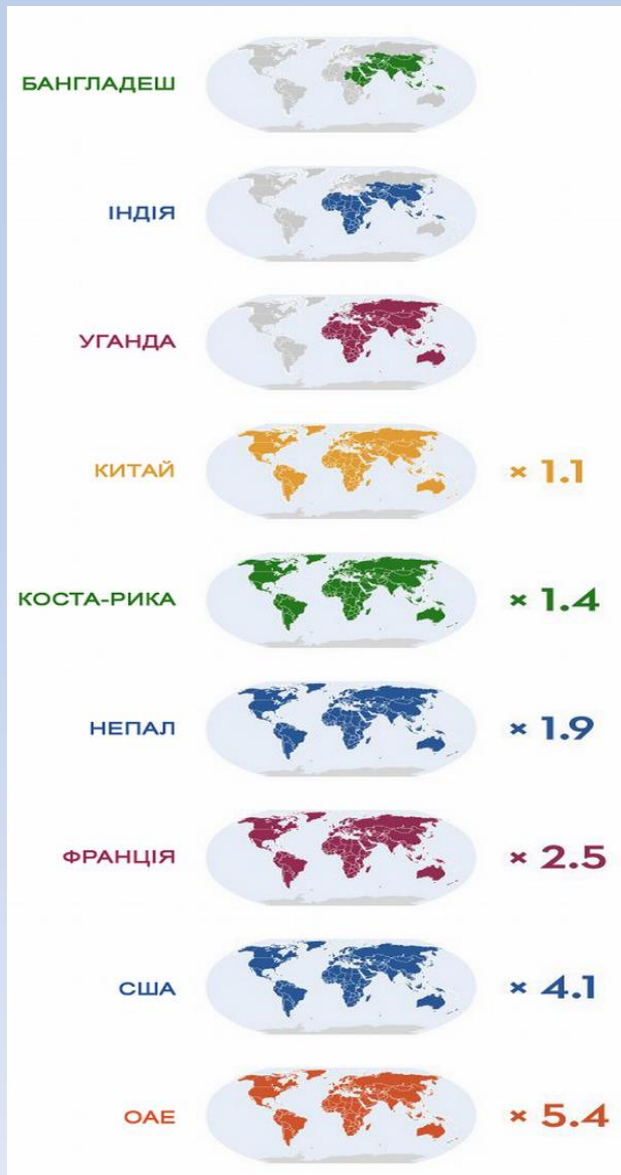 БАНГЛАДЕШ
ІНДІЯ
УГАНДА
КИТАЙ × 1.1
КОСТА-РИКА × 1.4
НЕПАЛ × 1.9
ФРАНЦІЯ × 2.5
США × 4.1
ОАЕ × 5.4